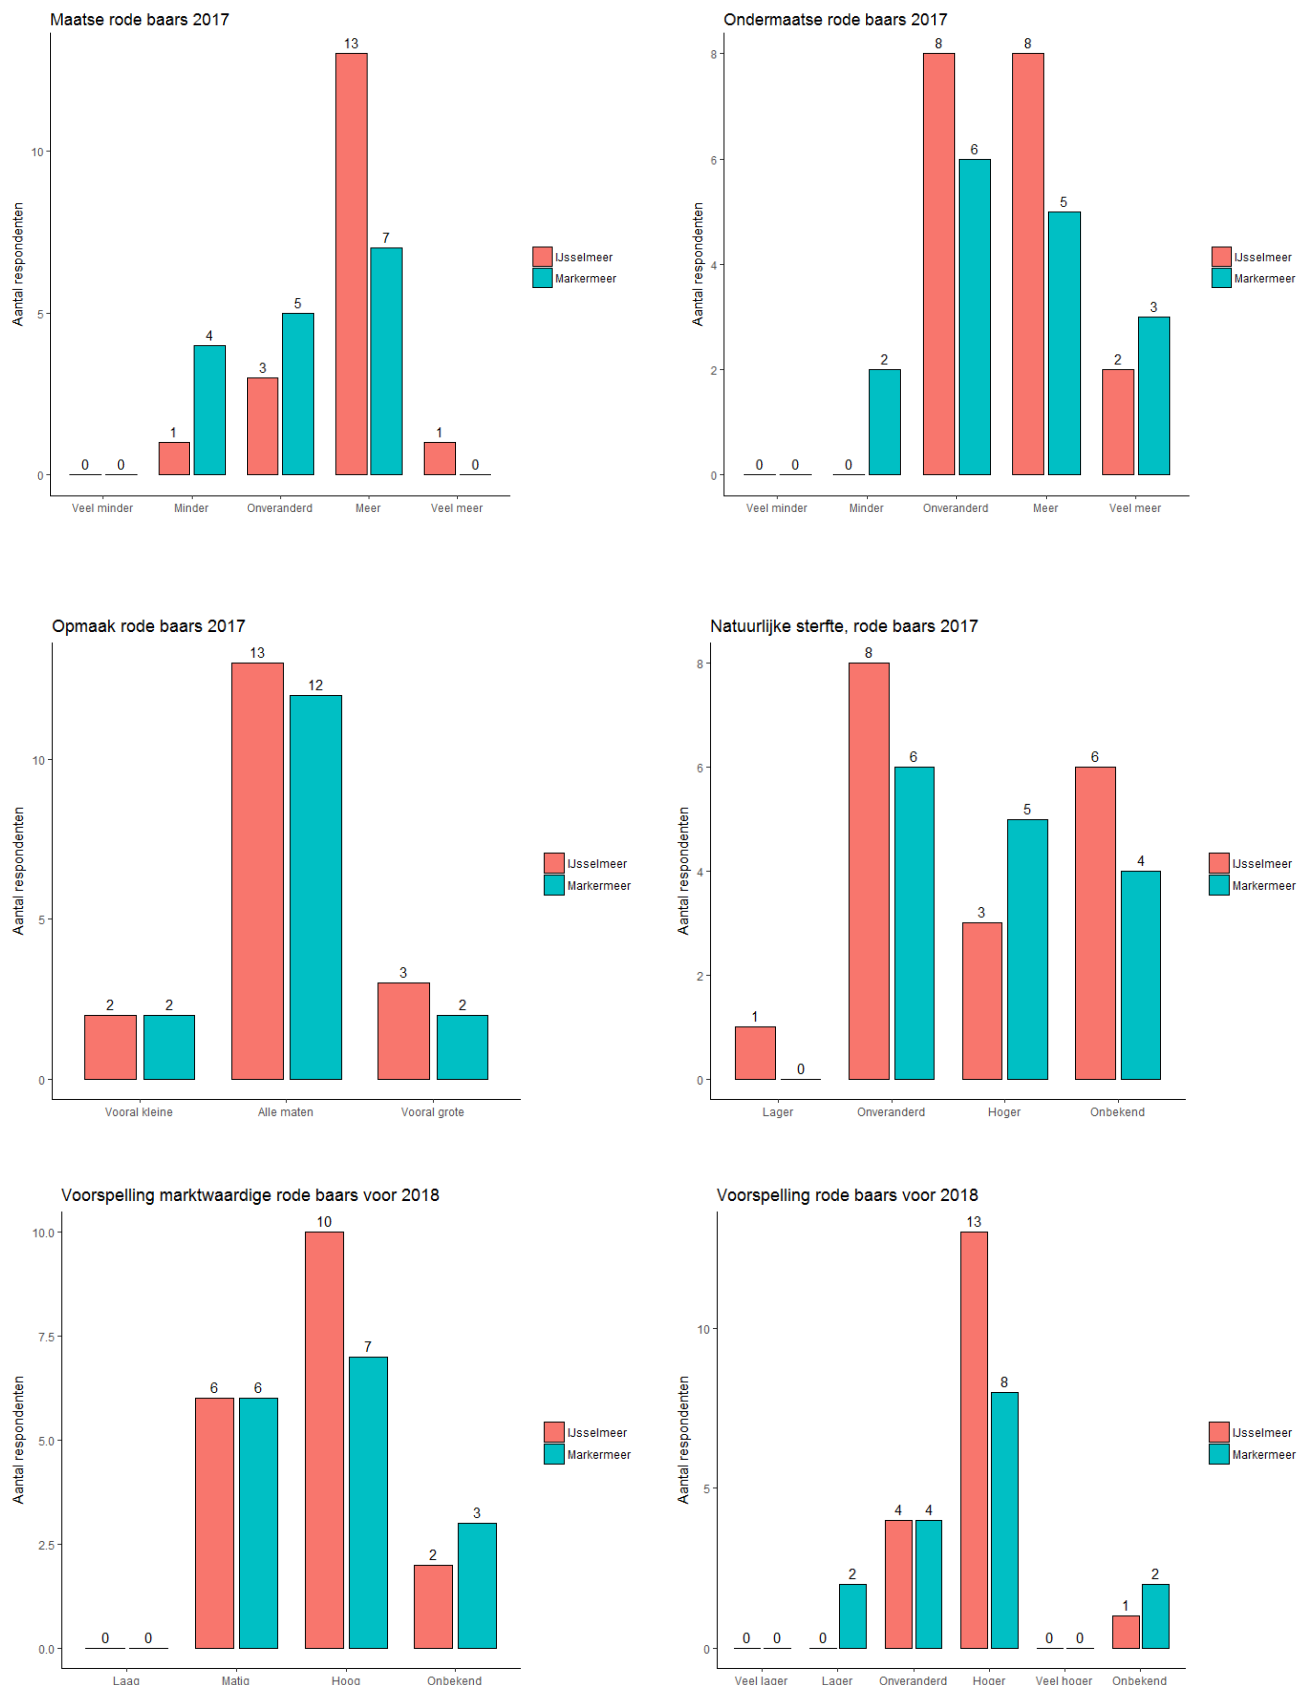 Maatse rode baars 2017
Aantal respondenten
10
5
0
0 0 1 4 3 5 13 7 1 0
Veel minder Minder Onveranderd Meer Veel meer
IJsselmeer
Markermeer
Ondermaatse rode baars 2017
Aantal respondenten
8
6
4
2
0
0 0 0 2 8 6 8 5 2 3
Veel minder Minder Onveranderd Meer Veel meer
IJsselmeer
Markermeer
Opmaak rode baars 2017
Aantal respondenten
10
5
0
2 2 13 12 3 2
Vooral kleine Alle maten Vooral grote
IJsselmeer
Markermeer
Natuurlijke sterfte, rode baars 2017
Aantal respondenten
8
6
4
2
0
1 0 8 6 3 5 6 4
Lager Onveranderd Hoger Onbekend
IJsselmeer
Markermeer
Voorspelling marktwaardige rode baars voor 2018
Aantal respondenten
10.0
7.5
5.0
2.5
0.0
0 0 6 6 10 7 2 3
Laag Matig Hoog Onbekend
IJsselmeer
Markermeer
Voorspelling rode baars voor 2018
Aantal respondenten
10
5
0
0 0 0 2 4 4 13 8 0 0 1 2
Veel lager Lager Onveranderd Hoger Veel hoger Onbekend
IJsselmeer
Markermeer